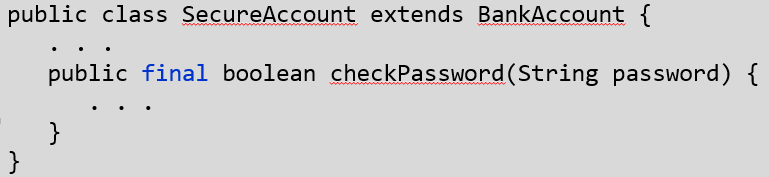 public class SecureAccount extends BankAccount {
. . .
public final boolean checkPassword(String password) {
. . .
}
}